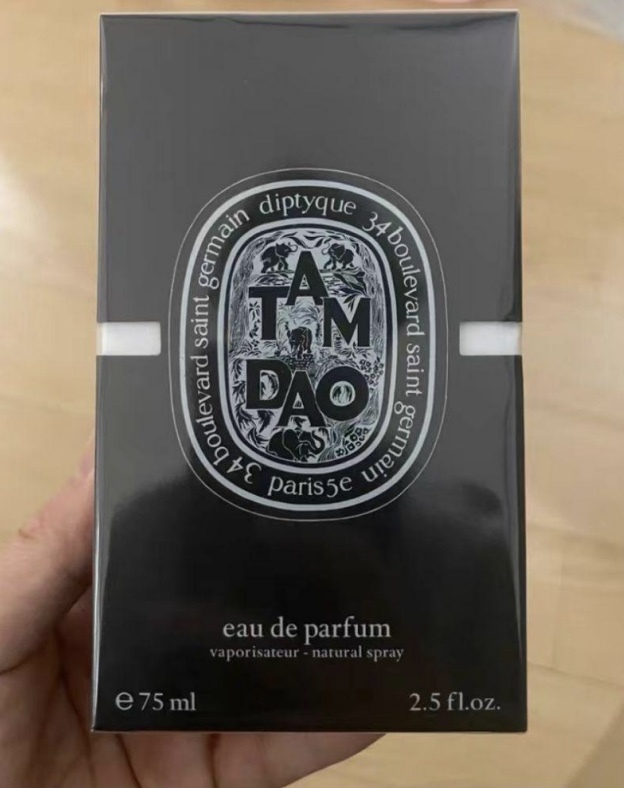 diptyque 34 boulevard saint germain paris 5e 34 boulevard saint germain
TAM
DAO
eau de parfum
vaporisateur - natural spray
℮ 75 ml 2.5 fl.oz.